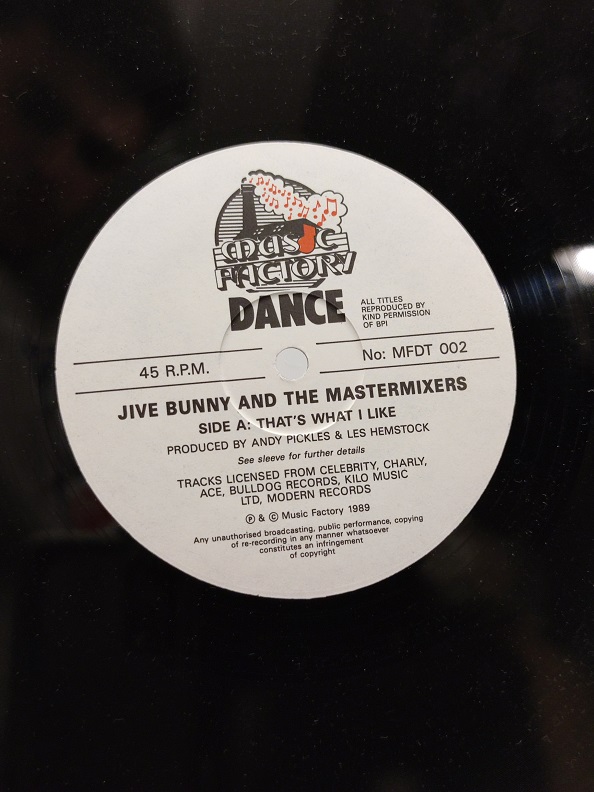 MUSIC
FACTORY
DANCE
ALL TITLES
REPRODUCED BY
KIND PERMISSION
OF BPI
45 R.P.M.
No: MFDT 002
JIVE BUNNY AND THE MASTERMIXERS
SIDE A: THAT'S WHAT I LIKE
PRODUCED BY ANDY PICKLES & LES HEMSTOCK
See sleeve for further details
TRACKS LICENSED FROM CELEBRITY, CHARLY,
ACE, BULLDOG RECORDS, KILO MUSIC
LTD, MODERN RECORDS
Ⓟ & © Music Factory 1989
Any unauthorised broadcasting, public performance, copying
of re-recording in any manner whatsoever
constitutes an infringement
of copyright